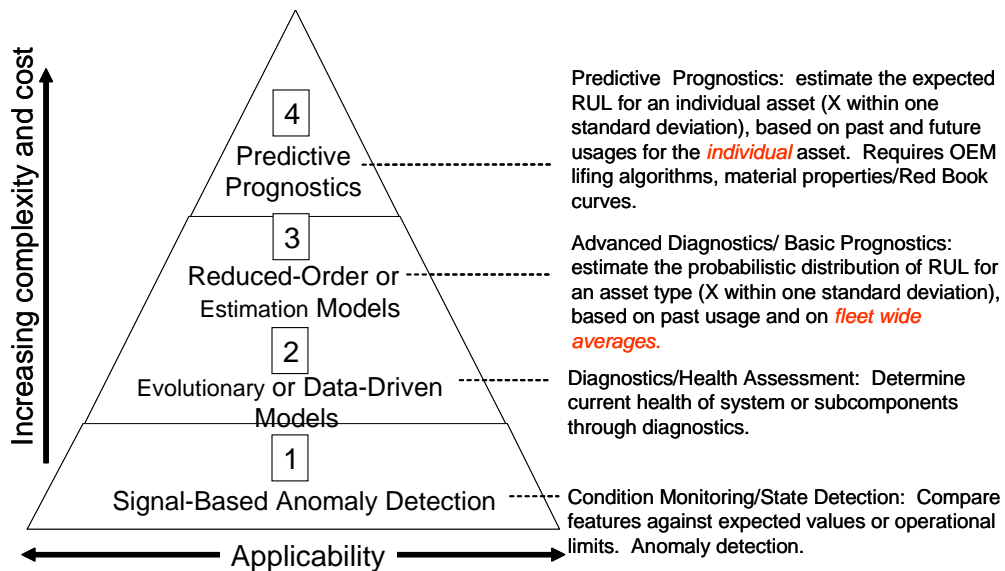 Increasing complexity and cost
4
Predictive
Prognostics
Predictive Prognostics: estimate the expected
RUL for an individual asset (X within one
standard deviation), based on past and future
usages for the individual asset. Requires OEM
lifing algorithms, material properties/Red Book
curves.
3
Reduced-Order or
Estimation Models
Advanced Diagnostics/ Basic Prognostics:
estimate the probabilistic distribution of RUL for
an asset type (X within one standard deviation),
based on past usage and on fleet wide
averages.
2
Evolutionary or Data-Driven
Models
Diagnostics/Health Assessment: Determine
current health of system or subcomponents
through diagnostics.
1
Signal-Based Anomaly Detection
Condition Monitoring/State Detection: Compare
features against expected values or operational
limits. Anomaly detection.
Applicability